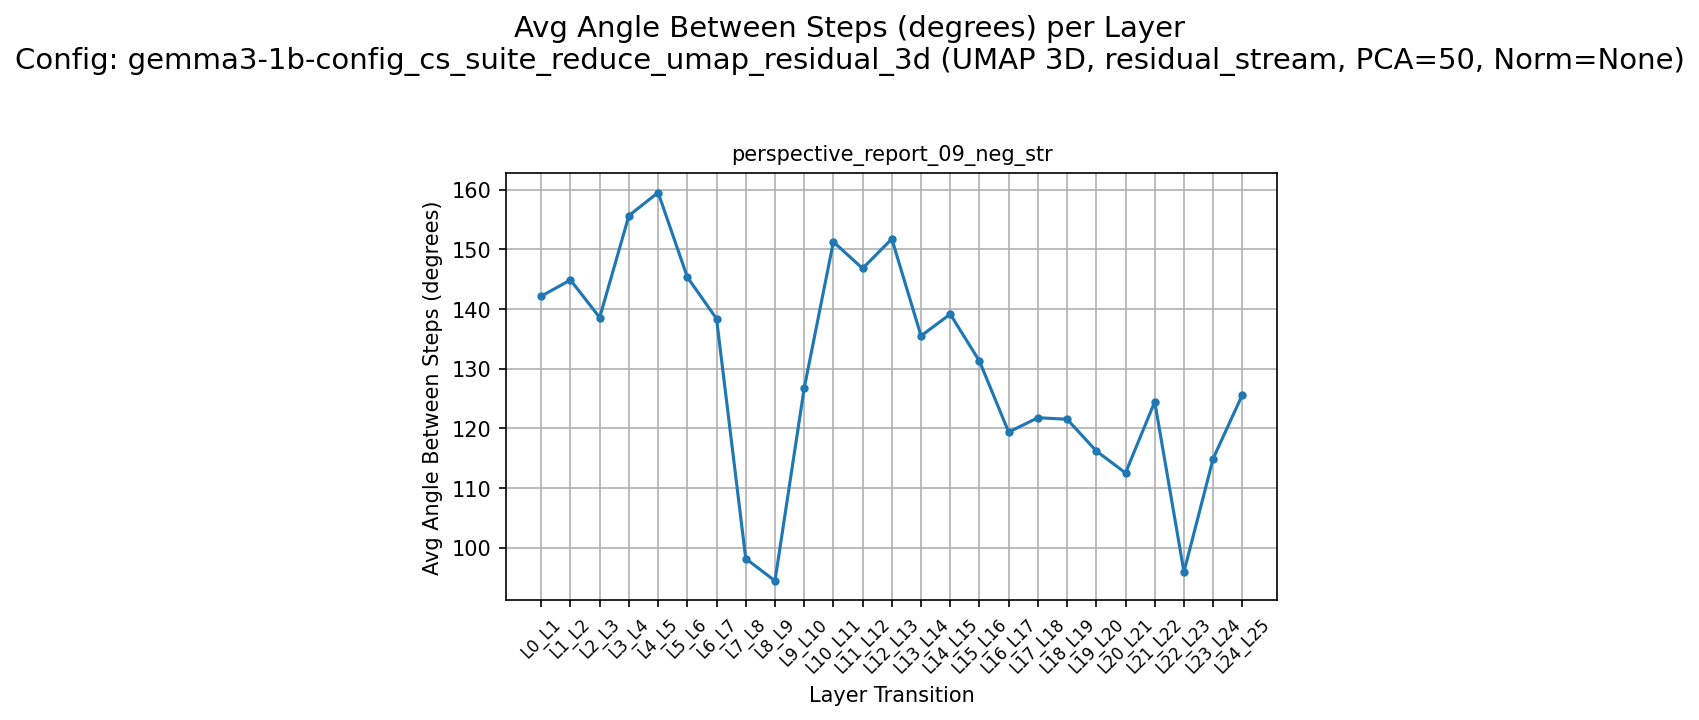 Avg Angle Between Steps (degrees) per Layer
Config: gemma3-1b-config_cs_suite_reduce_umap_residual_3d (UMAP 3D, residual_stream, PCA=50, Norm=None)
perspective_report_09_neg_str
Avg Angle Between Steps (degrees)
160
150
140
130
120
110
100
L0_L1
L1_L2
L2_L3
L3_L4
L4_L5
L5_L6
L6_L7
L7_L8
L8_L9
L9_L10
L10_L11
L11_L12
L12_L13
L13_L14
L14_L15
L15_L16
L16_L17
L17_L18
L18_L19
L19_L20
L20_L21
L21_L22
L22_L23
L23_L24
L24_L25
Layer Transition